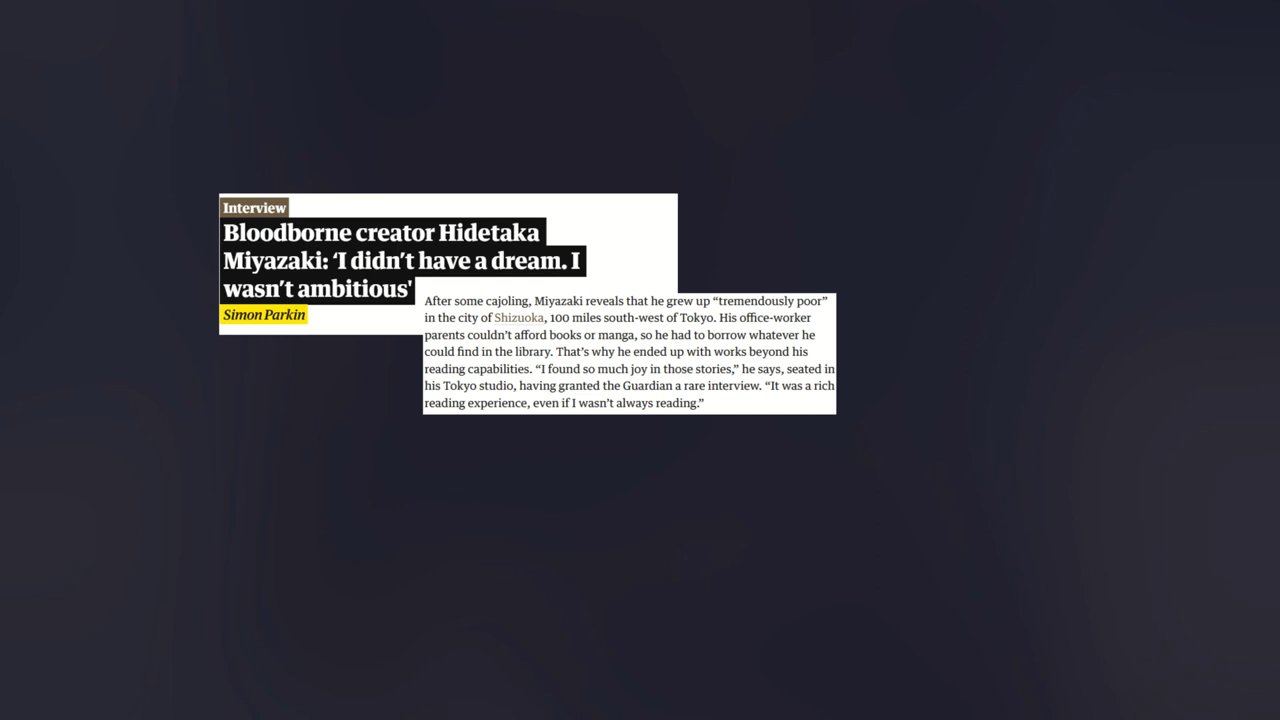 Interview
Bloodborne creator Hidetaka
Miyazaki: ‘I didn’t have a dream. I
wasn’t ambitious'
Simon Parkin
After some cajoling, Miyazaki reveals that he grew up “tremendously poor”
in the city of Shizuoka, 100 miles south-west of Tokyo. His office-worker
parents couldn’t afford books or manga, so he had to borrow whatever he
could find in the library. That’s why he ended up with works beyond his
reading capabilities. “I found so much joy in those stories,” he says, seated in
his Tokyo studio, having granted the Guardian a rare interview. “It was a rich
reading experience, even if I wasn’t always reading.”